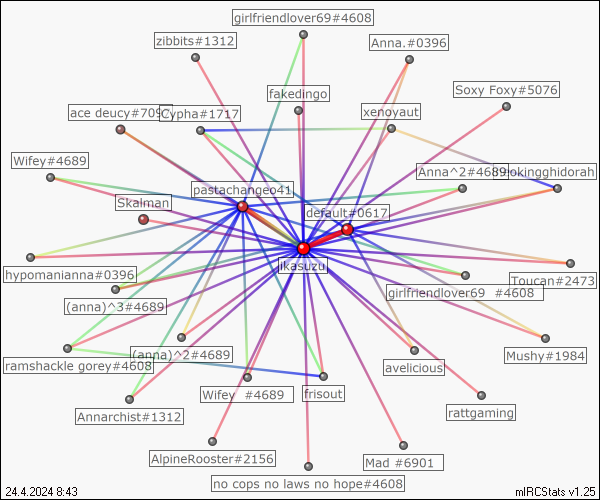 girlfriendlover69#4608
zibbits#1312
Anna.#0396
fakedingo
Soxy Foxy#5076
ace deucy#709
Cypha#1717
xenoyaut
Wifey#4689
Anna^2#4689
pastachangeo41
Skalman
default#0617
ikasuzu
hypomanianna#0396
Toucan#2473
girlfriendlover69 #4608
(anna)^3#4689
(anna)^2#4689
Mushy#1984
ramshackle gorey#4608
avelicious
Wifey #4689
frisout
Annarchist#1312
rattgaming
AlpineRooster#2156
Mad #6901
no cops no laws no hope#4608
24.4.2024 8:43
mIRCStats v1.25